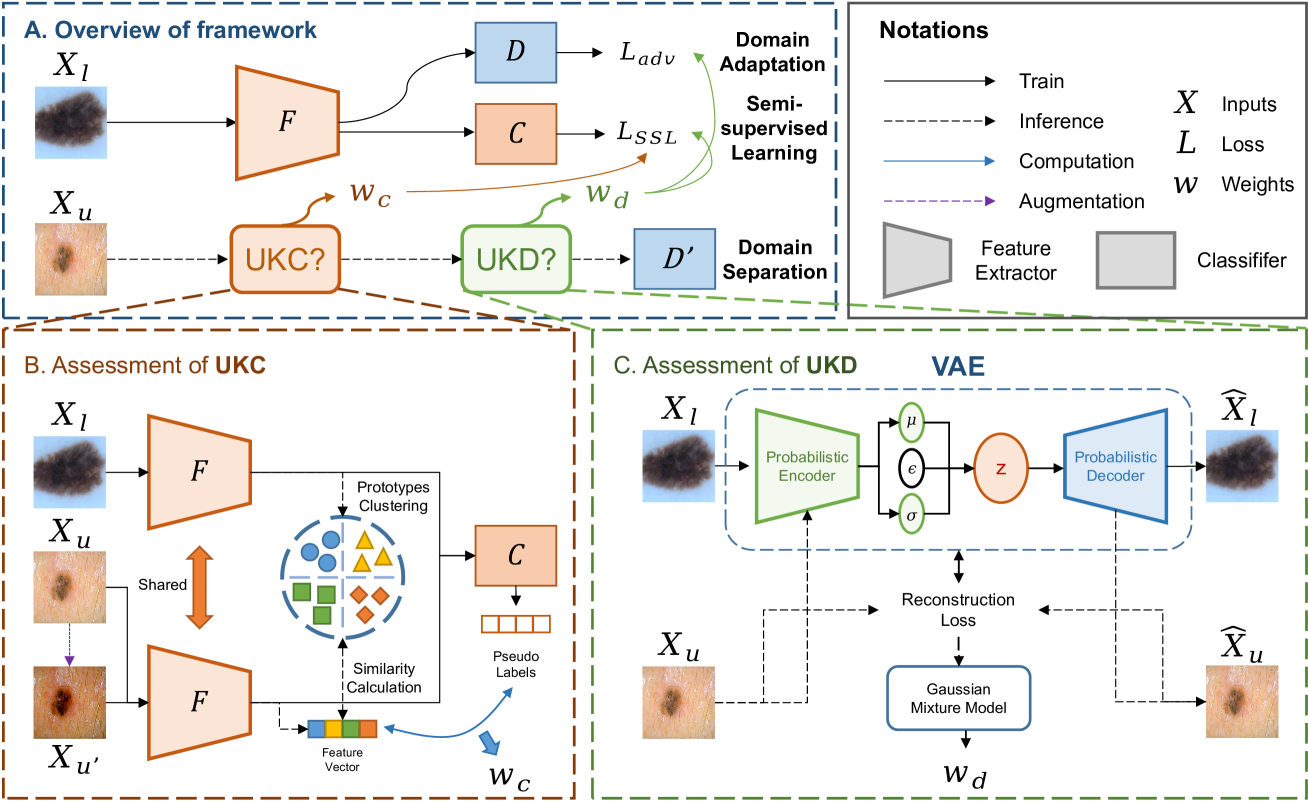 A. Overview of framework
X_l
F
D
L_adv
Domain
Adaptation
C
L_SSL
Semi-
supervised
Learning
w_c
w_d
X_u
UKC?
UKD?
D'
Domain
Separation
Notations
Train
Inference
Computation
Augmentation
X Inputs
L Loss
w Weights
Feature
Extractor
Classififer
B. Assessment of UKC
X_l
F
Prototypes
Clustering
X_u
Shared
C
Pseudo
Labels
Similarity
Calculation
F
X_u'
Feature
Vector
w_c
C. Assessment of UKD
VAE
X_l
Probabilistic
Encoder
μ
ϵ
σ
z
Probabilistic
Decoder
X̂_l
Reconstruction
Loss
X_u
X̂_u
Gaussian
Mixture Model
w_d